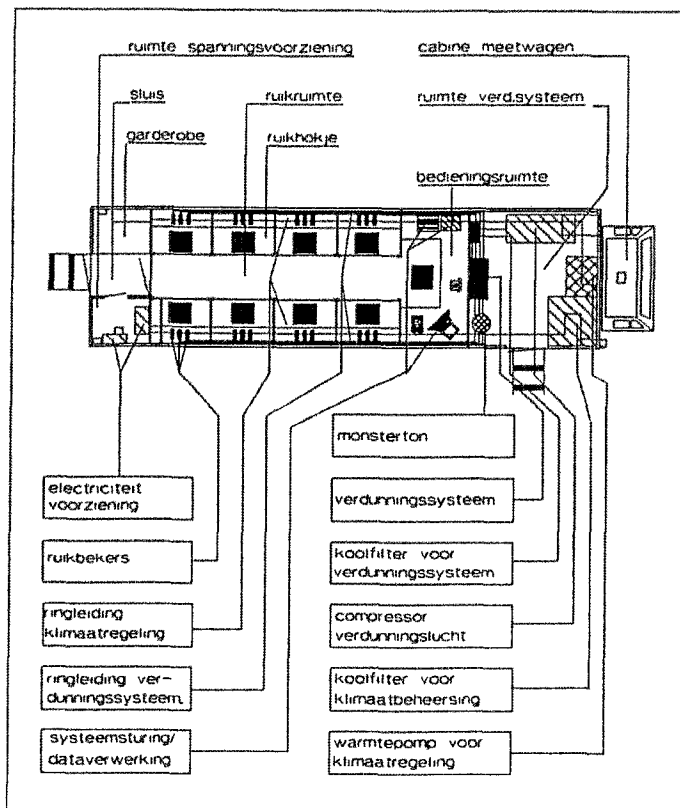 ruimte spanningsvoorziening
cabine meetwagen
sluis
ruikruimte
ruimte verd.systeem
garderobe
ruikhokje
bedieningsruimte
monsterton
electriciteit
voorziening
verdunningssysteem
ruikbekers
koolfilter voor
verdunningssysteem
ringleiding
klimaatregeling
compressor
verdunningslucht
ringleiding ver-
dunningssysteem.
koolfilter voor
klimaatbeheersing
systeemsturing/
dataverwerking
warmtepomp voor
klimaatregeling